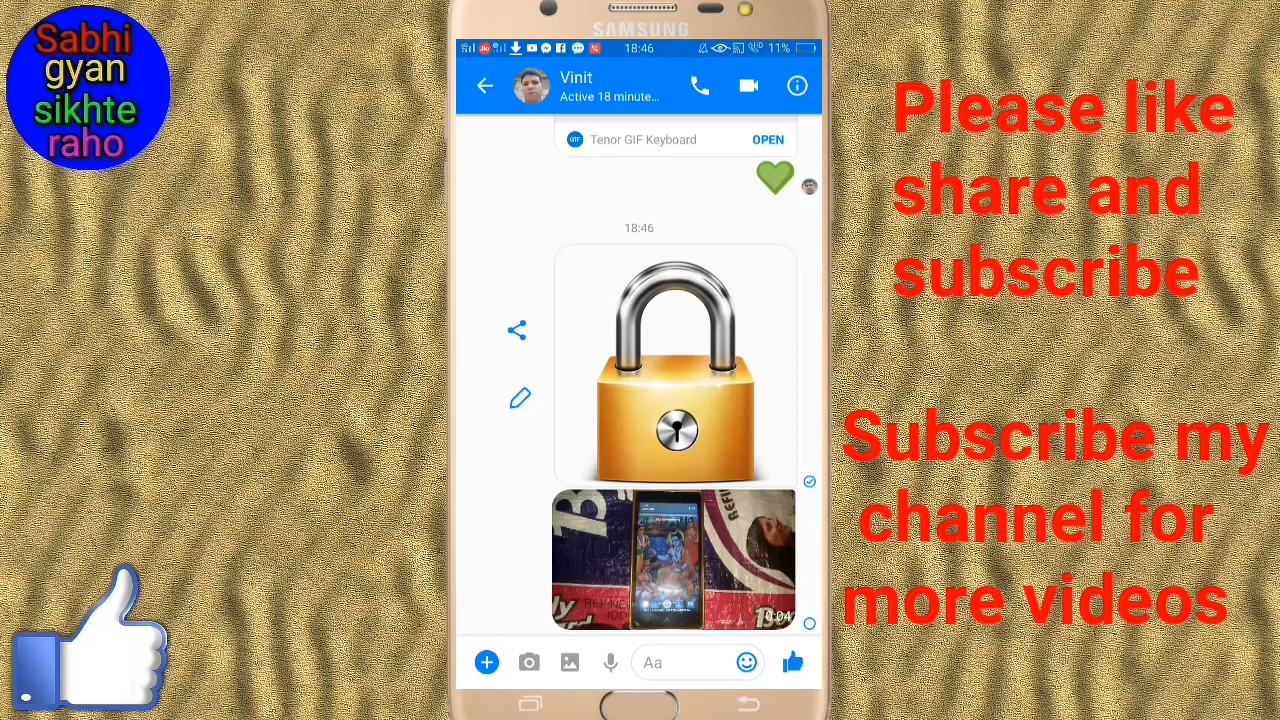 Sabhi
gyan
sikhte
raho
SAMSUNG
18:46
11%
Vinit
Active 18 minute...
GIF
Tenor GIF Keyboard
OPEN
18:46
0:04
Aa
Please like
share and
subscribe
Subscribe my
channel for
more videos